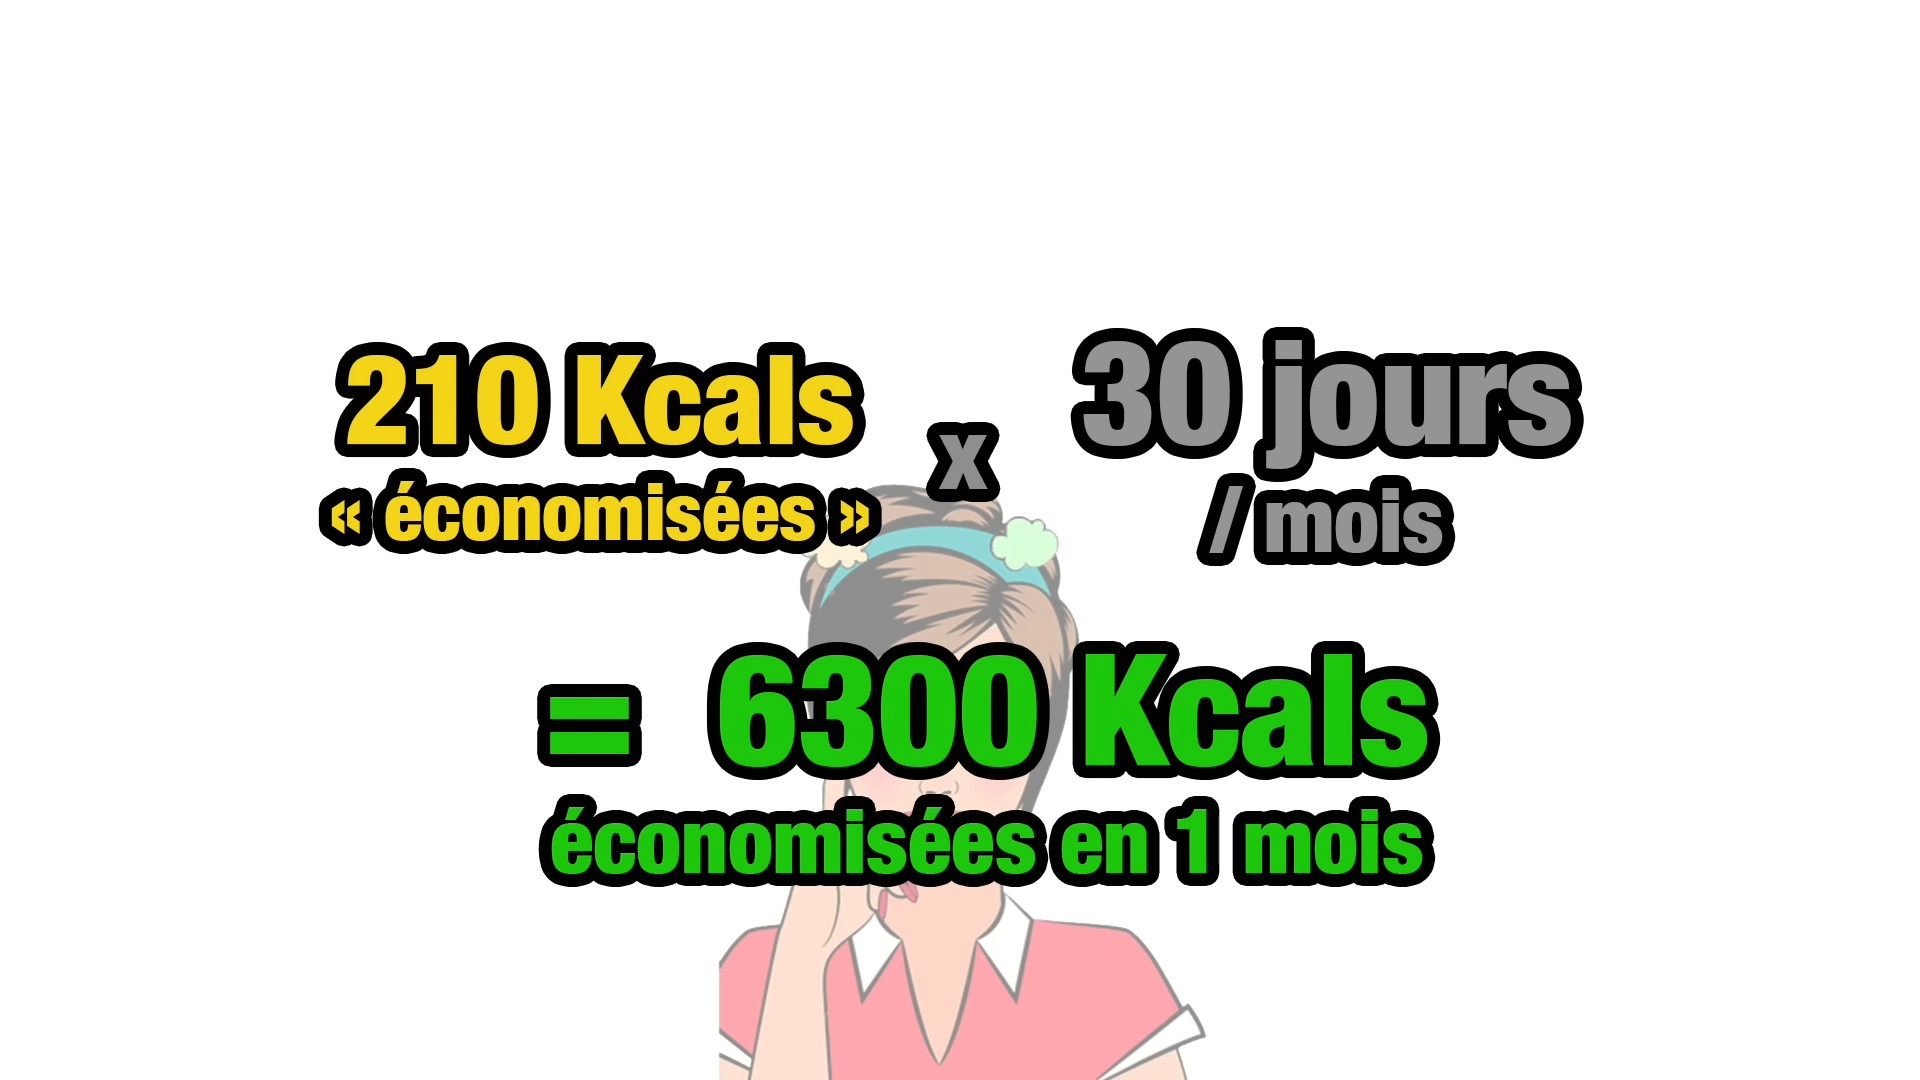 210 Kcals
« économisées »
x
30 jours
/ mois
= 6300 Kcals
économisées en 1 mois